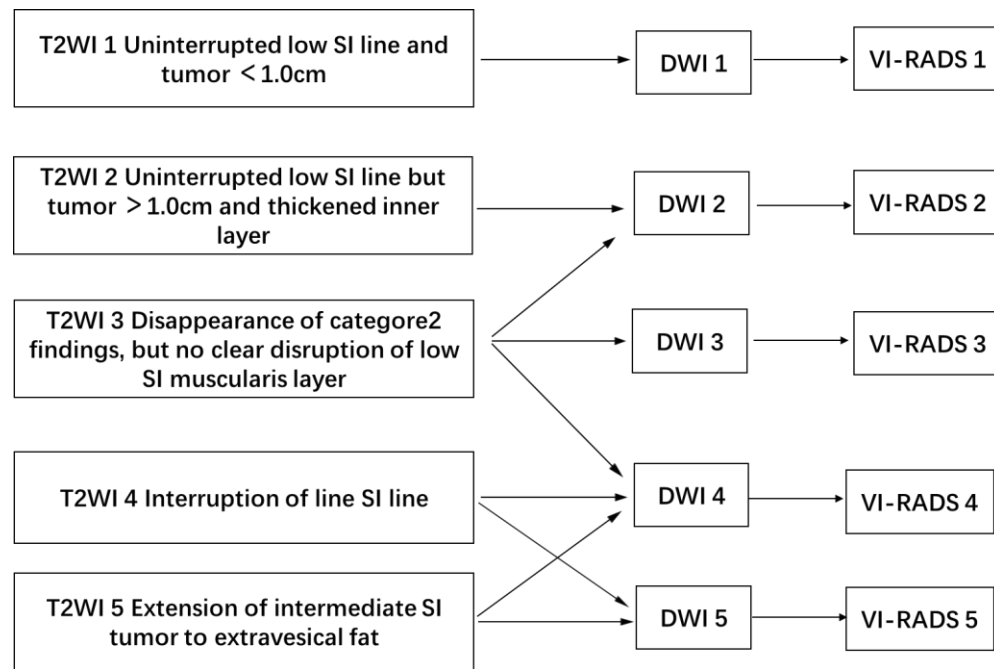 T2WI 1 Uninterrupted low SI line and
tumor ＜1.0cm
DWI 1
VI-RADS 1
T2WI 2 Uninterrupted low SI line but
tumor ＞1.0cm and thickened inner
layer
DWI 2
VI-RADS 2
T2WI 3 Disappearance of categore2
findings, but no clear disruption of low
SI muscularis layer
DWI 3
VI-RADS 3
T2WI 4 Interruption of line SI line
DWI 4
VI-RADS 4
T2WI 5 Extension of intermediate SI
tumor to extravesical fat
DWI 5
VI-RADS 5